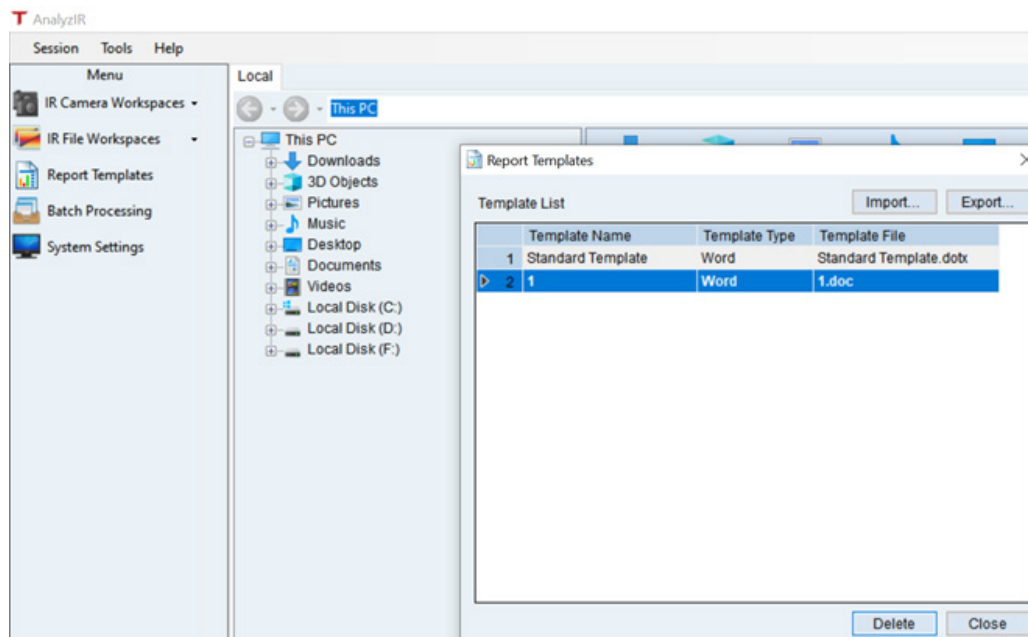 AnalyzIR
Session Tools Help
Menu
IR Camera Workspaces
IR File Workspaces
Report Templates
Batch Processing
System Settings
Local
This PC
This PC
Downloads
3D Objects
Pictures
Music
Desktop
Documents
Videos
Local Disk (C:)
Local Disk (D:)
Local Disk (F:)
Report Templates
Template List Import... Export...
Template Name Template Type Template File
1 Standard Template Word Standard Template.dotx
2 1 Word 1.doc
Delete Close